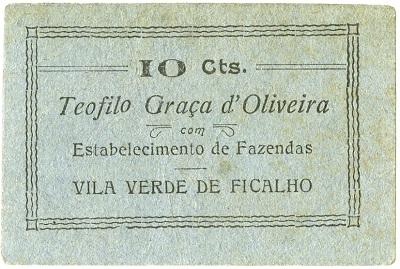 10 Cts.
Teofilo Graça d'Oliveira
com
Estabelecimento de Fazendas
VILA VERDE DE FICALHO